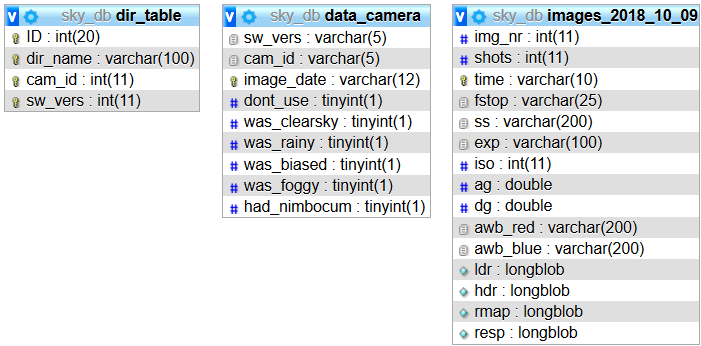 v sky_db dir_table
ID : int(20)
dir_name : varchar(100)
cam_id : int(11)
sw_vers : int(11)
v sky_db data_camera
sw_vers : varchar(5)
cam_id : varchar(5)
image_date : varchar(12)
# dont_use : tinyint(1)
# was_clearsky : tinyint(1)
# was_rainy : tinyint(1)
# was_biased : tinyint(1)
# was_foggy : tinyint(1)
# had_nimbocum : tinyint(1)
v sky_db images_2018_10_09
# img_nr : int(11)
# shots : int(11)
time : varchar(10)
fstop : varchar(25)
ss : varchar(200)
exp : varchar(100)
# iso : int(11)
# ag : double
# dg : double
awb_red : varchar(200)
awb_blue : varchar(200)
ldr : longblob
hdr : longblob
rmap : longblob
resp : longblob